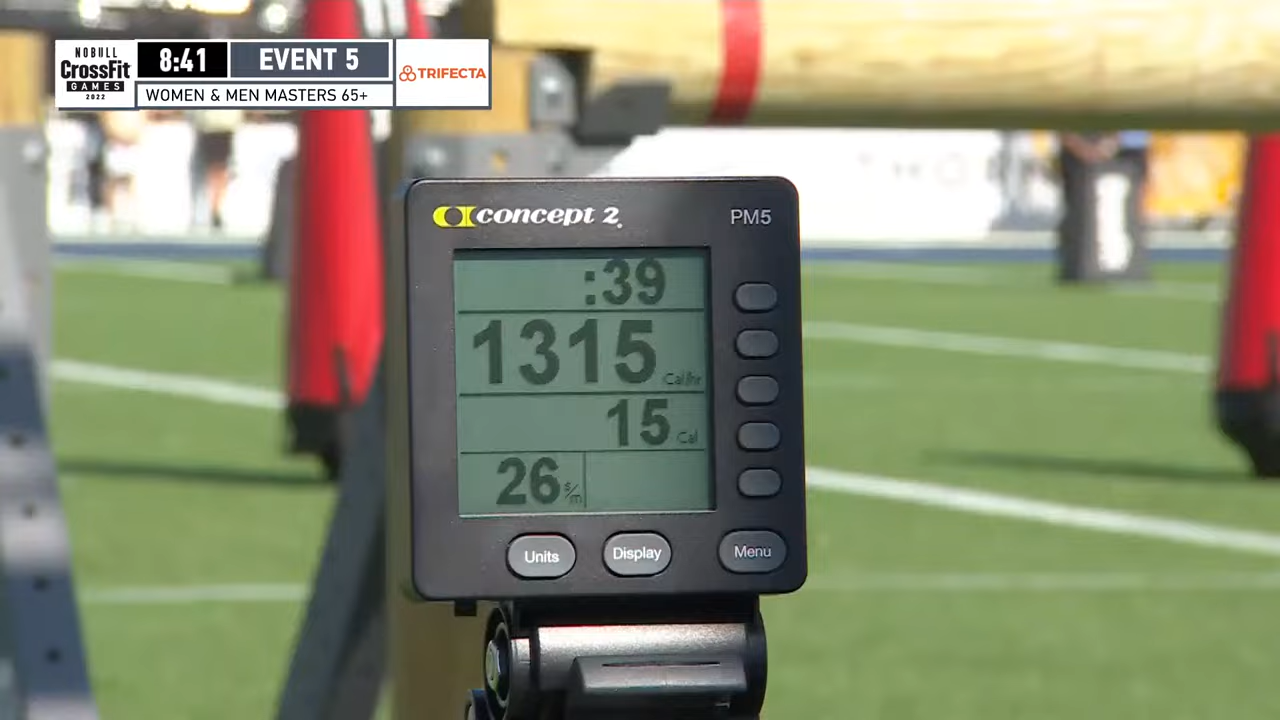 NOBULL
CrossFit
GAMES
2022
8:41
EVENT 5
WOMEN & MEN MASTERS 65+
TRIFECTA
concept 2
PM5
:39
1315 Cal/hr
15 Cal
26 s/m
Units
Display
Menu